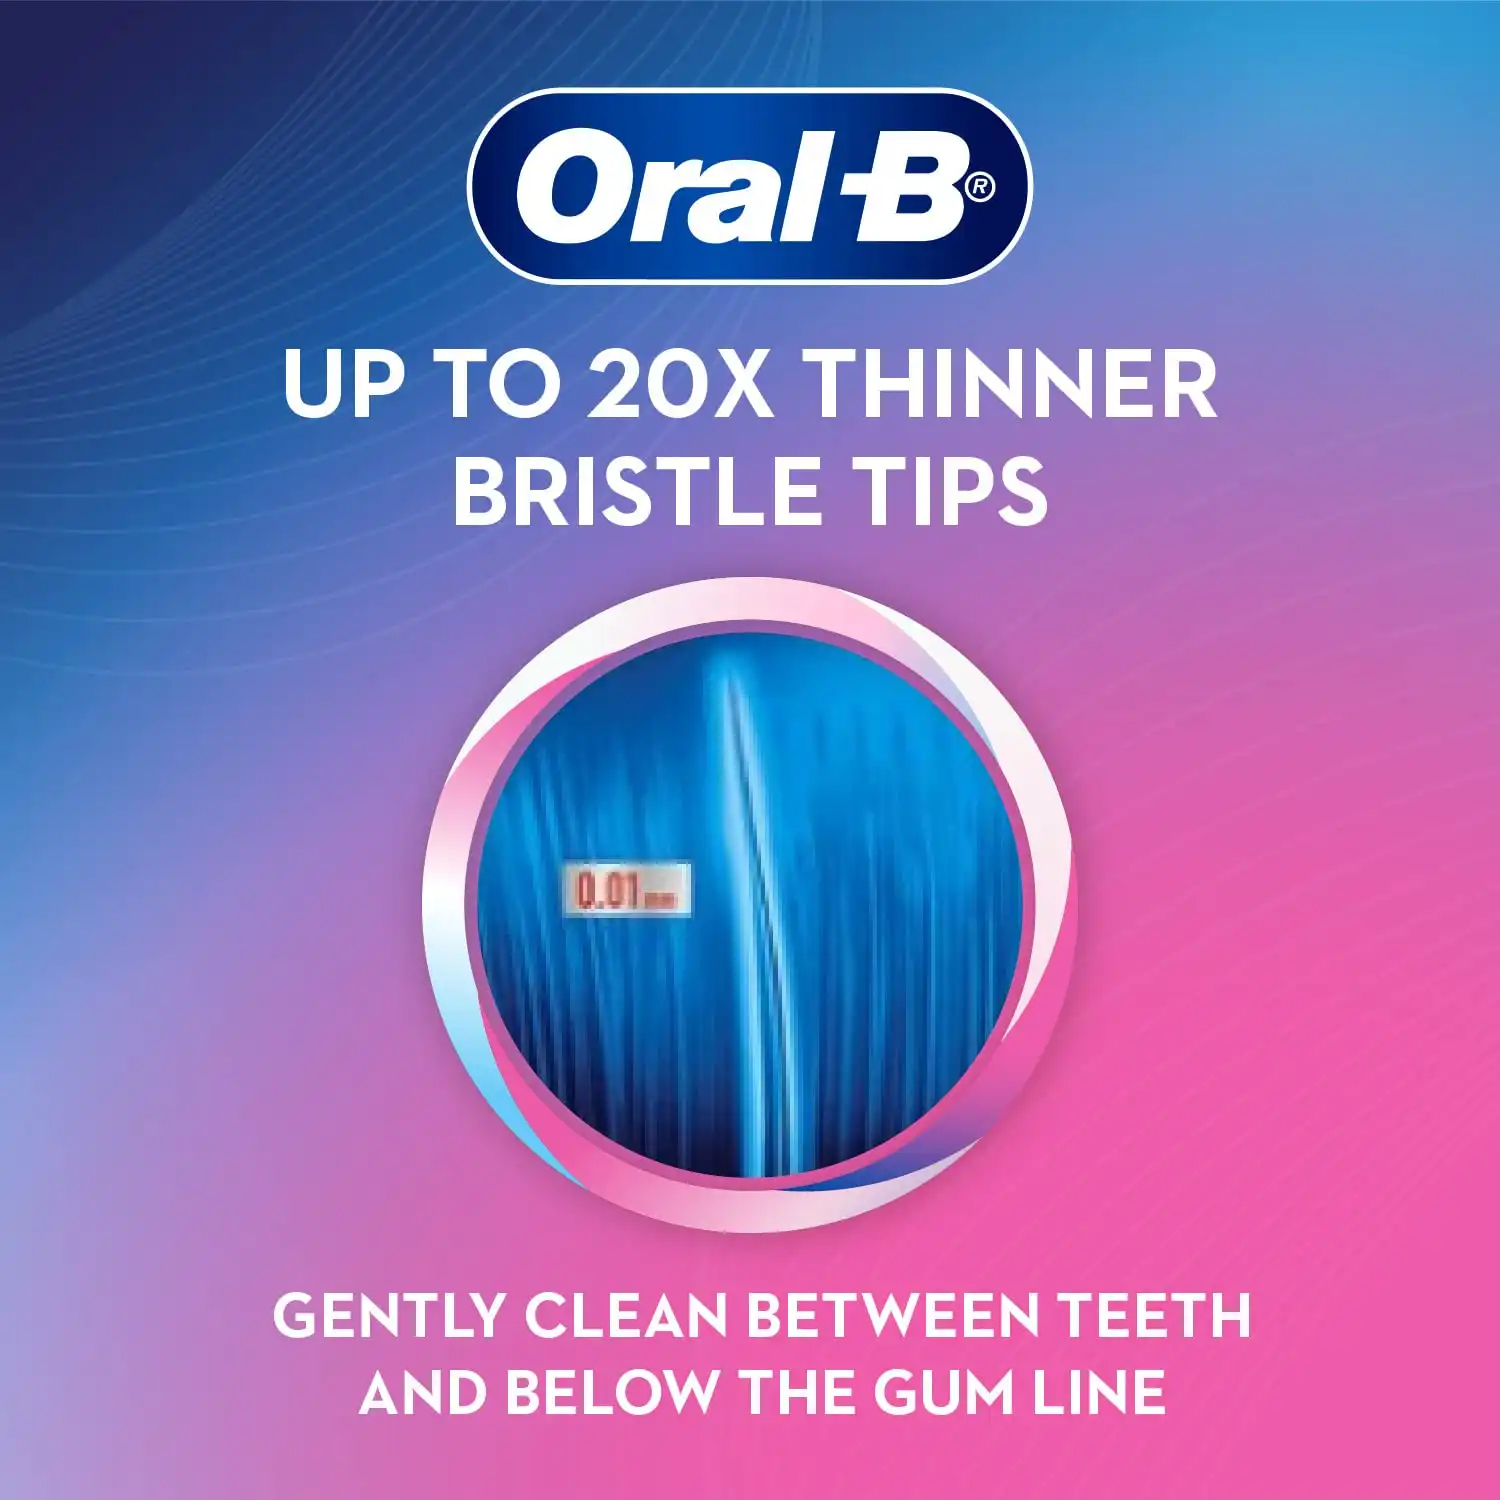 Oral-B®
UP TO 20X THINNER
BRISTLE TIPS
0.01
GENTLY CLEAN BETWEEN TEETH
AND BELOW THE GUM LINE